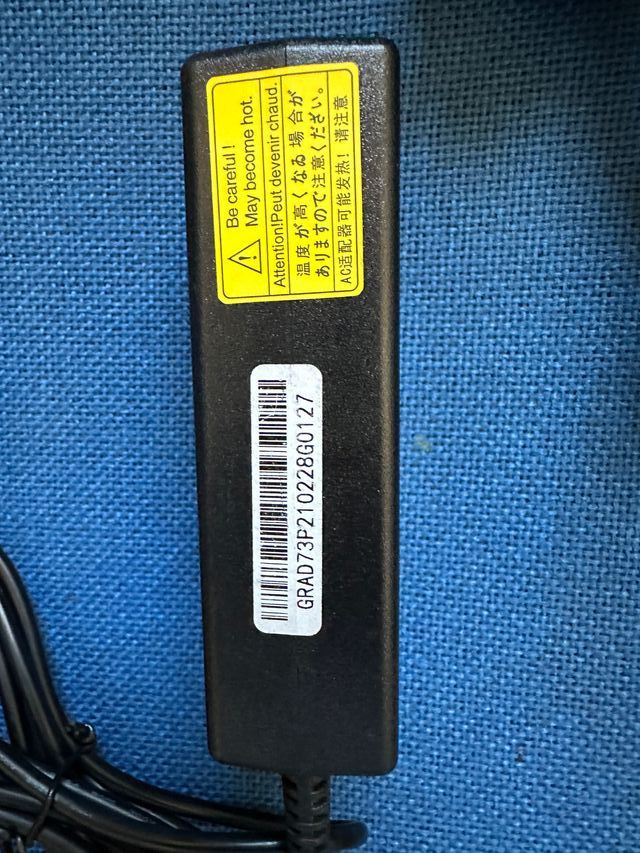 Be careful!
May become hot.
Attention!Peut devenir chaud.
温度が高くなる場合が
ありますので注意ください。
AC适配器可能发热！请注意
GRAD73P210228G0127